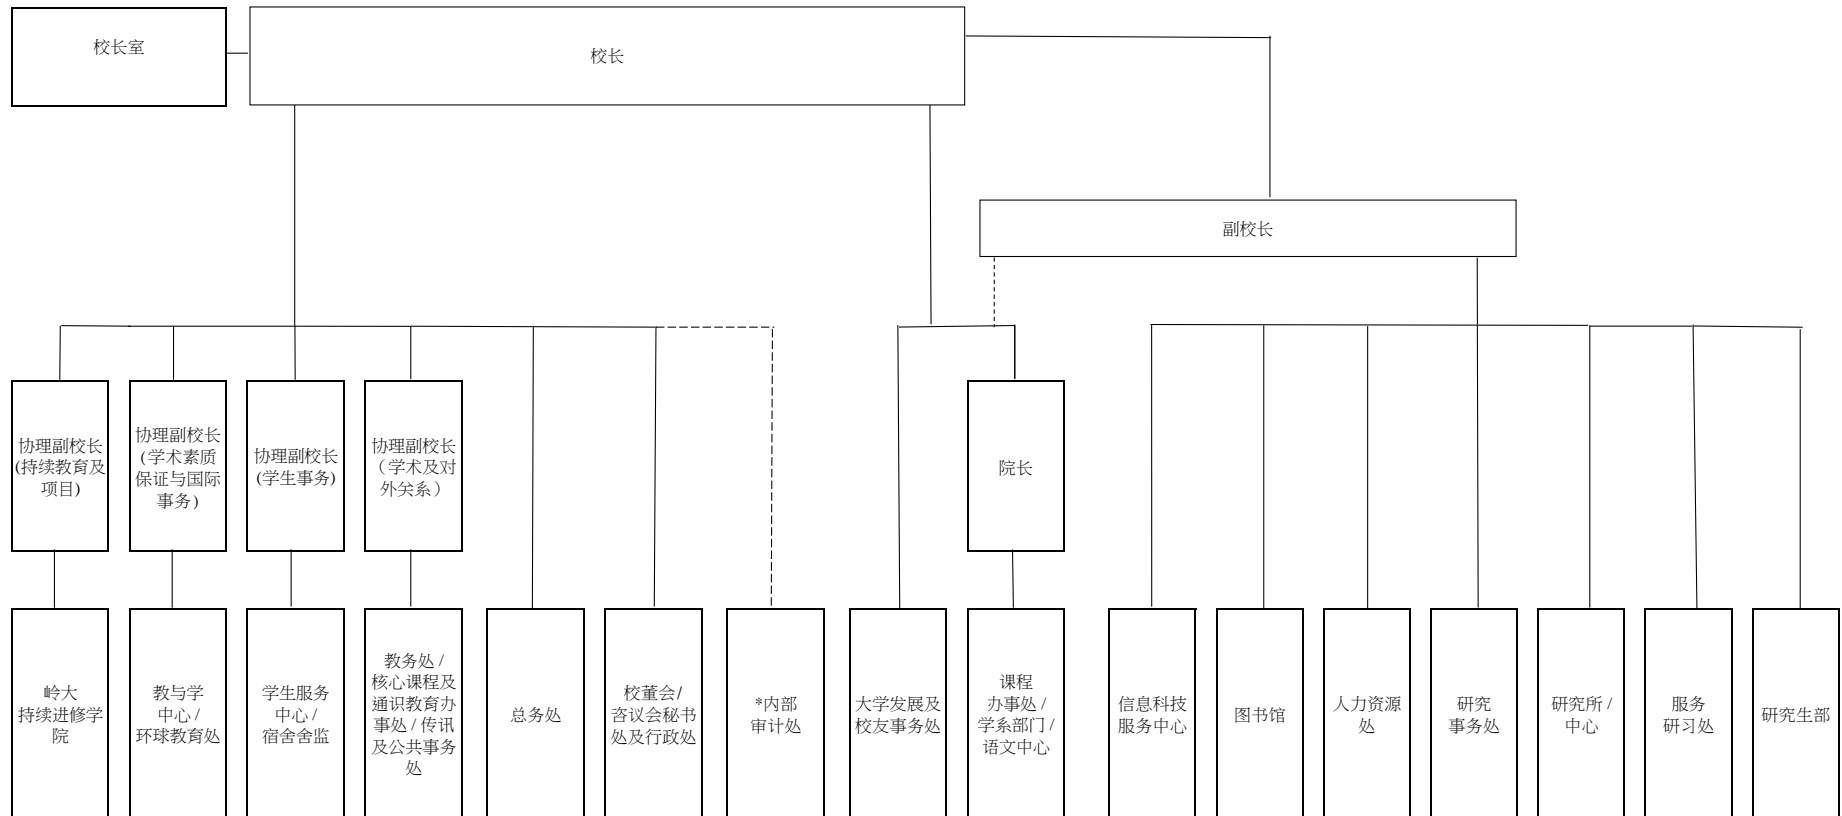 校长室
校长
副校长
协理副校长
(持续教育及
项目)
协理副校长
(学术素质
保证与国际
事务)
协理副校长
(学生事务)
协理副校长
（学术及对
外关系）
院长
岭大
持续进修学
院
教与学
中心 /
环球教育处
学生服务
中心 /
宿舍舍监
教务处 /
核心课程及
通识教育办
事处 / 传讯
及公共事务
处
总务处
校董会/
咨议会秘书
处及行政处
*内部
审计处
大学发展及
校友事务处
课程
办事处 /
学系部门 /
语文中心
信息科技
服务中心
图书馆
人力资源
处
研究
事务处
研究所 /
中心
服务
研习处
研究生部